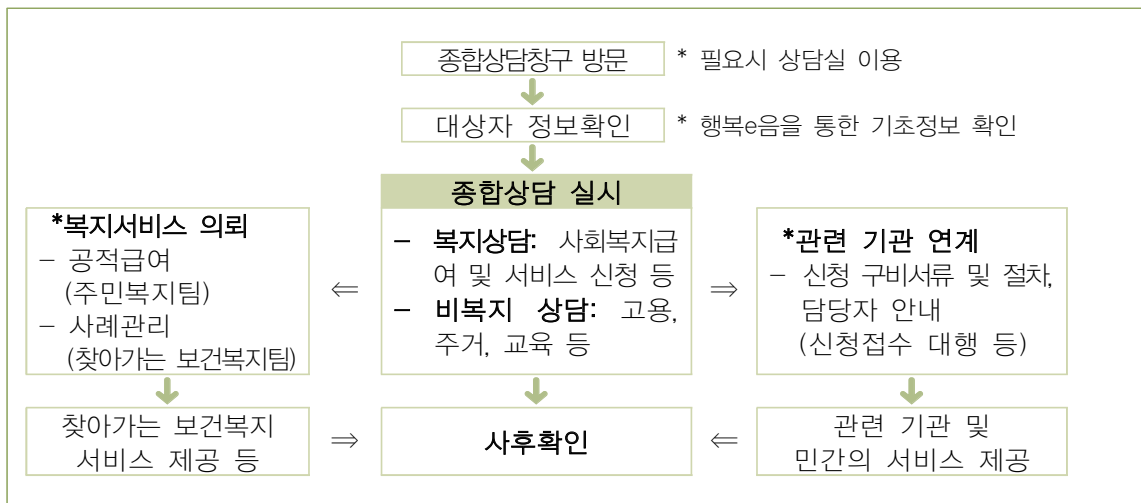 종합상담창구 방문 * 필요시 상담실 이용
대상자 정보확인 * 행복e음을 통한 기초정보 확인
종합상담 실시
*복지서비스 의뢰
– 공적급여
(주민복지팀)
– 사례관리
(찾아가는 보건복지팀)
⇐
– 복지상담: 사회복지급
여 및 서비스 신청 등
– 비복지 상담: 고용,
주거, 교육 등
⇒
*관련 기관 연계
– 신청 구비서류 및 절차,
담당자 안내
(신청접수 대행 등)
찾아가는 보건복지
서비스 제공 등
⇒
사후확인
⇐
관련 기관 및
민간의 서비스 제공